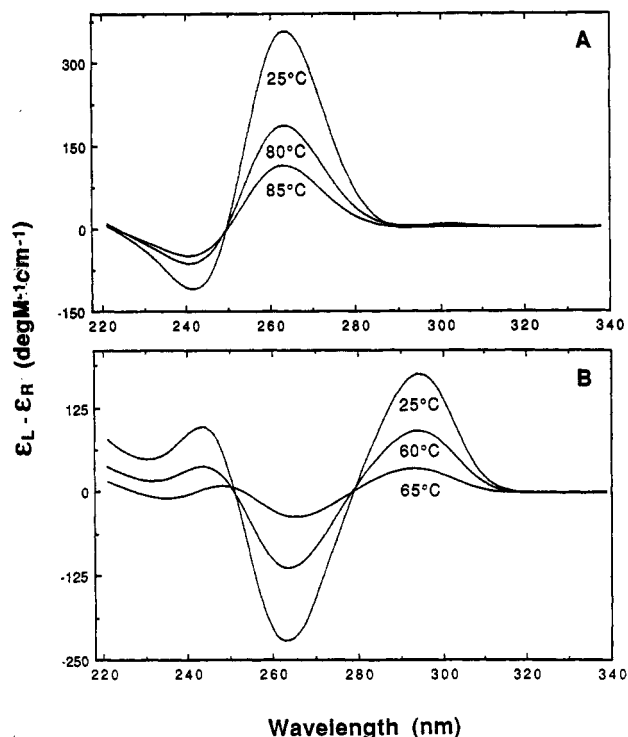 A
300
150
0
-150
25°C
80°C
85°C
220 240 260 280 300 320 340
εL - εR (degM-1cm-1)
B
125
0
-125
-250
25°C
60°C
65°C
220 240 260 280 300 320 340
Wavelength (nm)